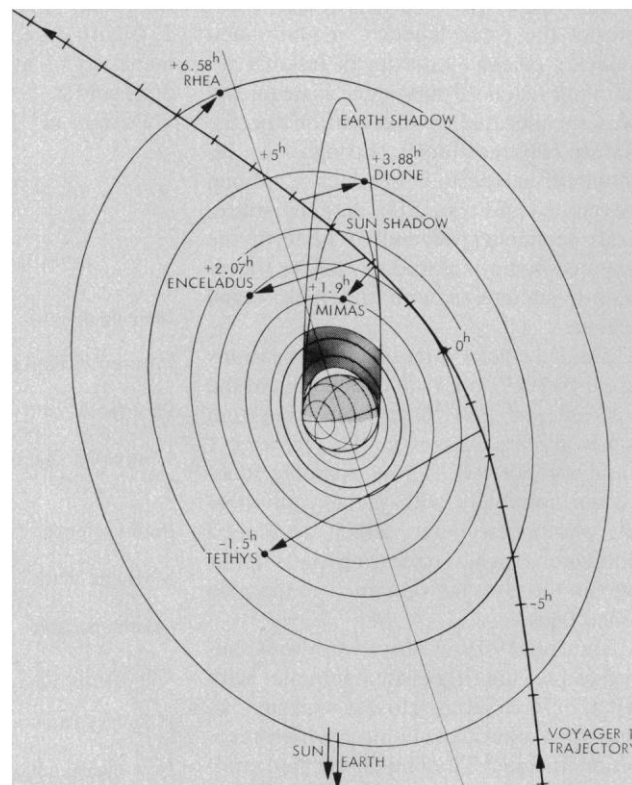 +6.58h
RHEA
EARTH SHADOW
+5h
+3.88h
DIONE
SUN SHADOW
+2.07h
ENCELADUS
+1.9h
MIMAS
0h
-1.5h
TETHYS
-5h
SUN
EARTH
VOYAGER 1
TRAJECTORY